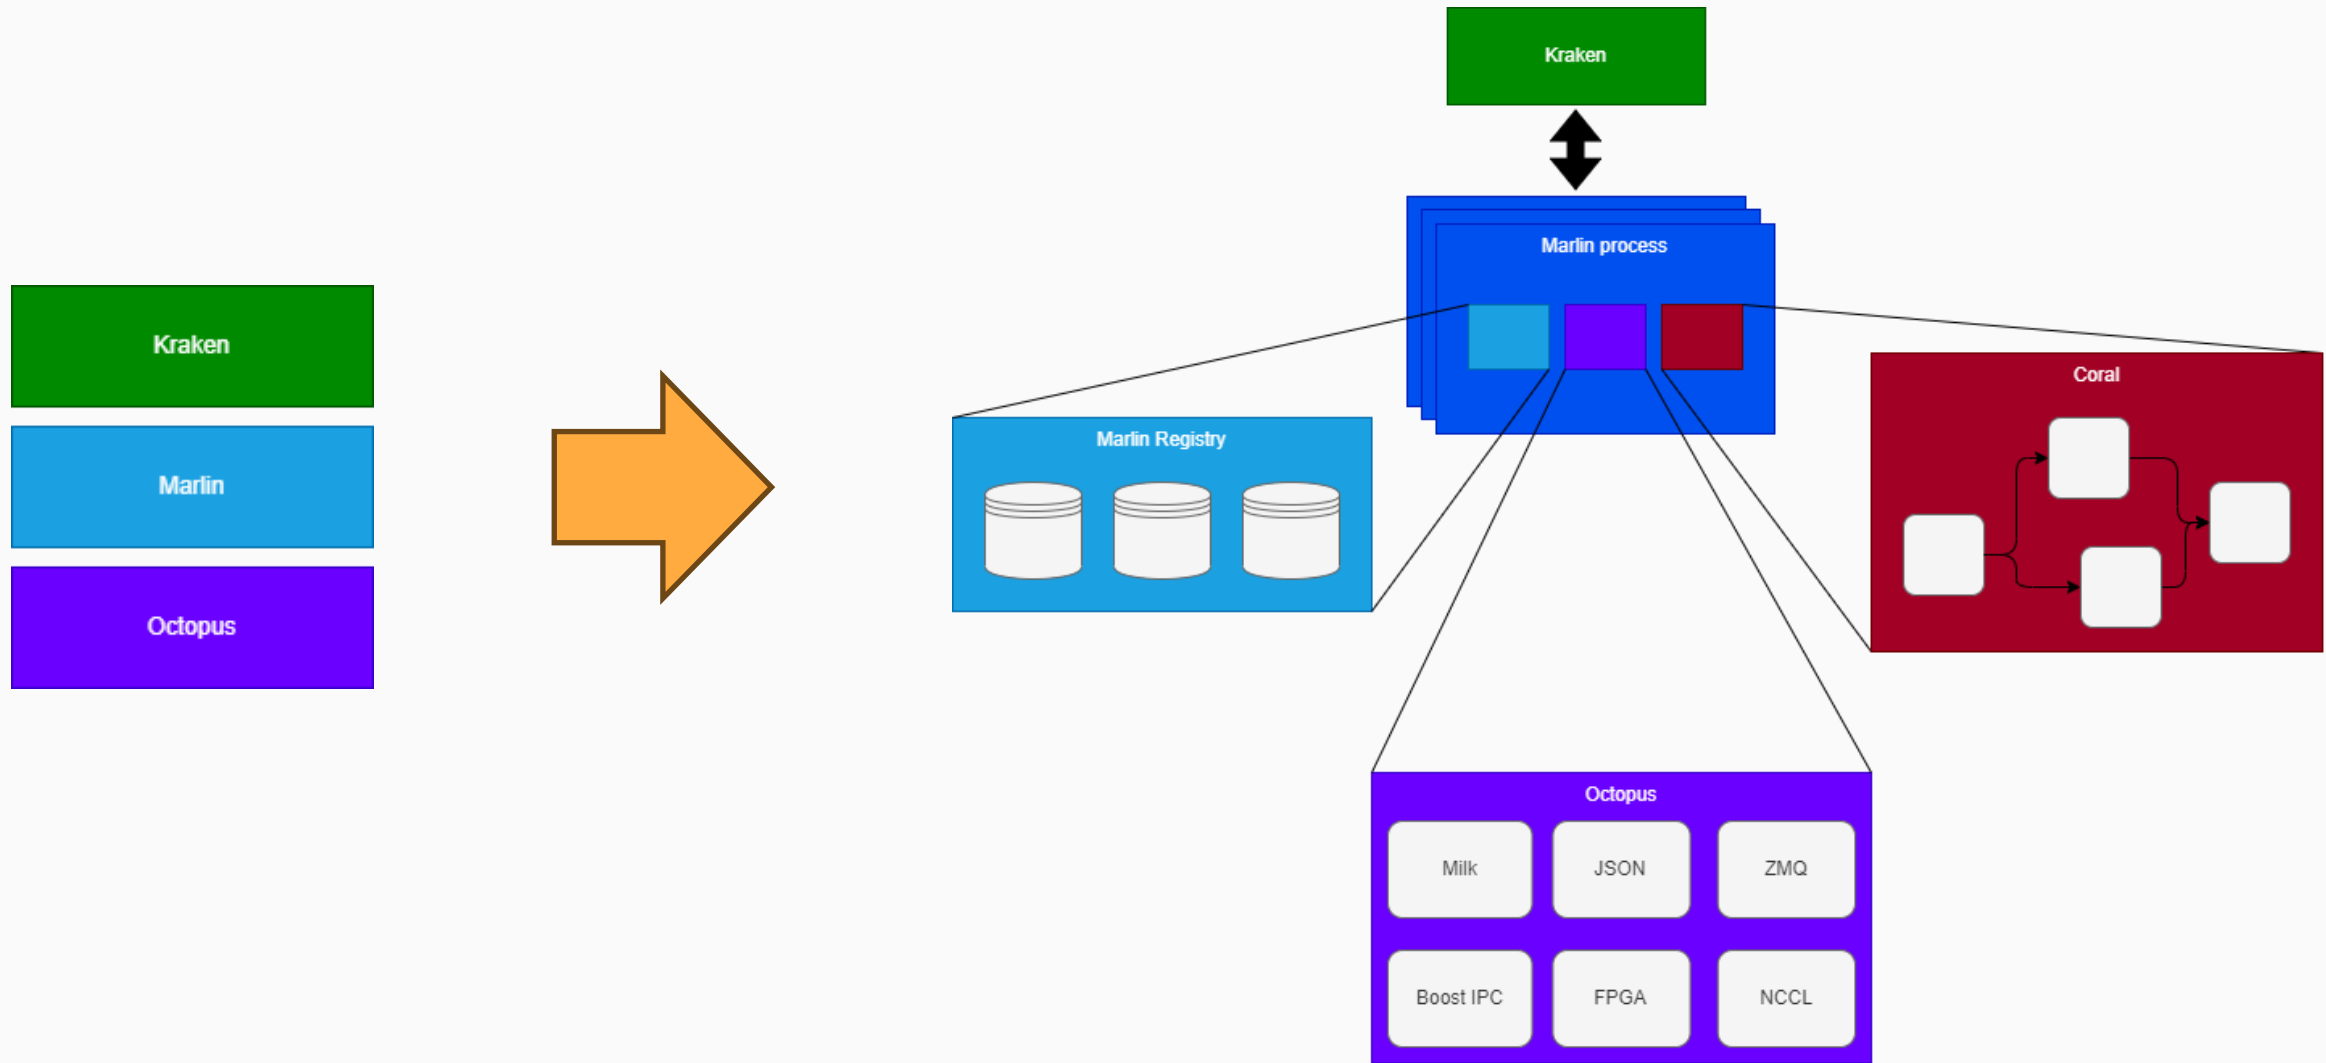 Kraken
Marlin
Octopus
Kraken
Marlin process
Marlin Registry
Coral
Octopus
Milk
JSON
ZMQ
Boost IPC
FPGA
NCCL